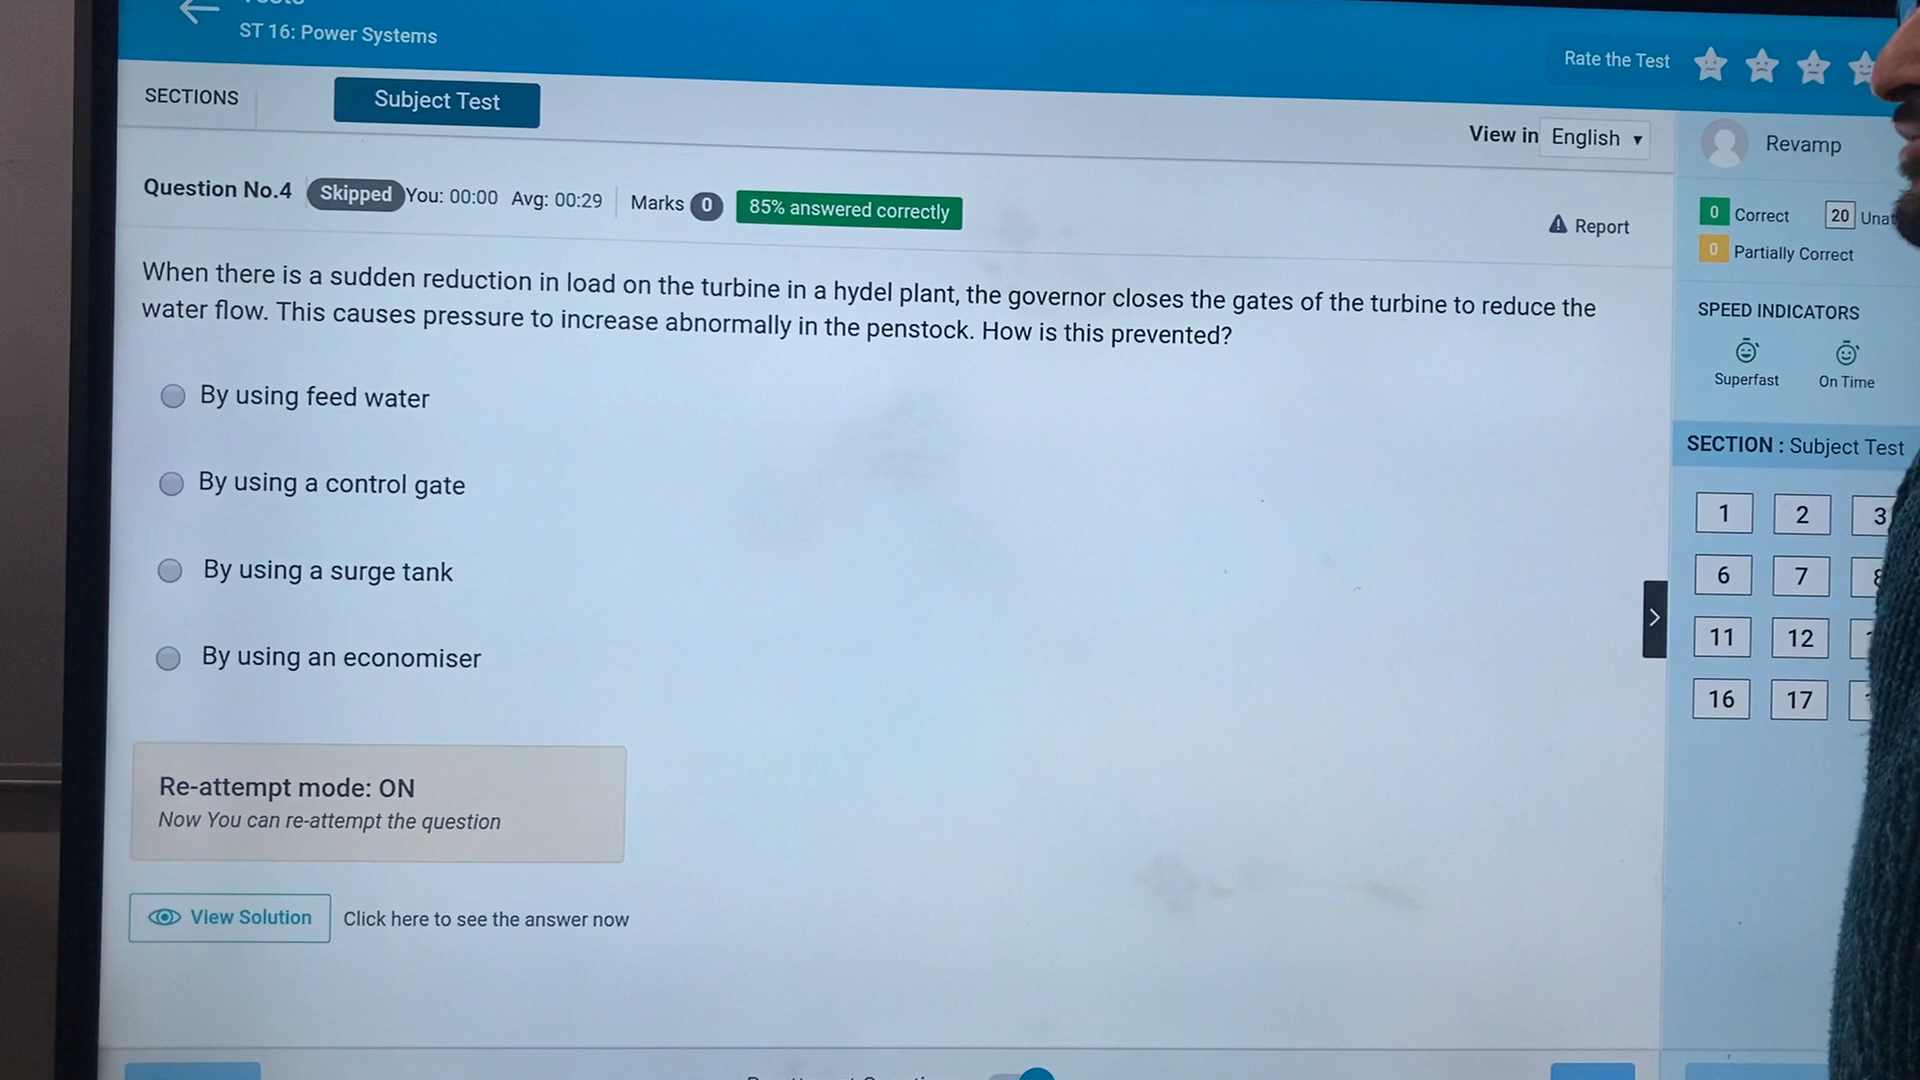 ST 16: Power Systems
Rate the Test
SECTIONS
Subject Test
View in English
Revamp
Question No.4 Skipped You: 00:00 Avg: 00:29 Marks 0 85% answered correctly
Report
0 Correct 20
0 Partially Correct
When there is a sudden reduction in load on the turbine in a hydel plant, the governor closes the gates of the turbine to reduce the
water flow. This causes pressure to increase abnormally in the penstock. How is this prevented?
SPEED INDICATORS
Superfast On Time
By using feed water
By using a control gate
By using a surge tank
By using an economiser
SECTION : Subject Test
1 2 3
6 7
11 12
16 17
Re-attempt mode: ON
Now You can re-attempt the question
View Solution Click here to see the answer now